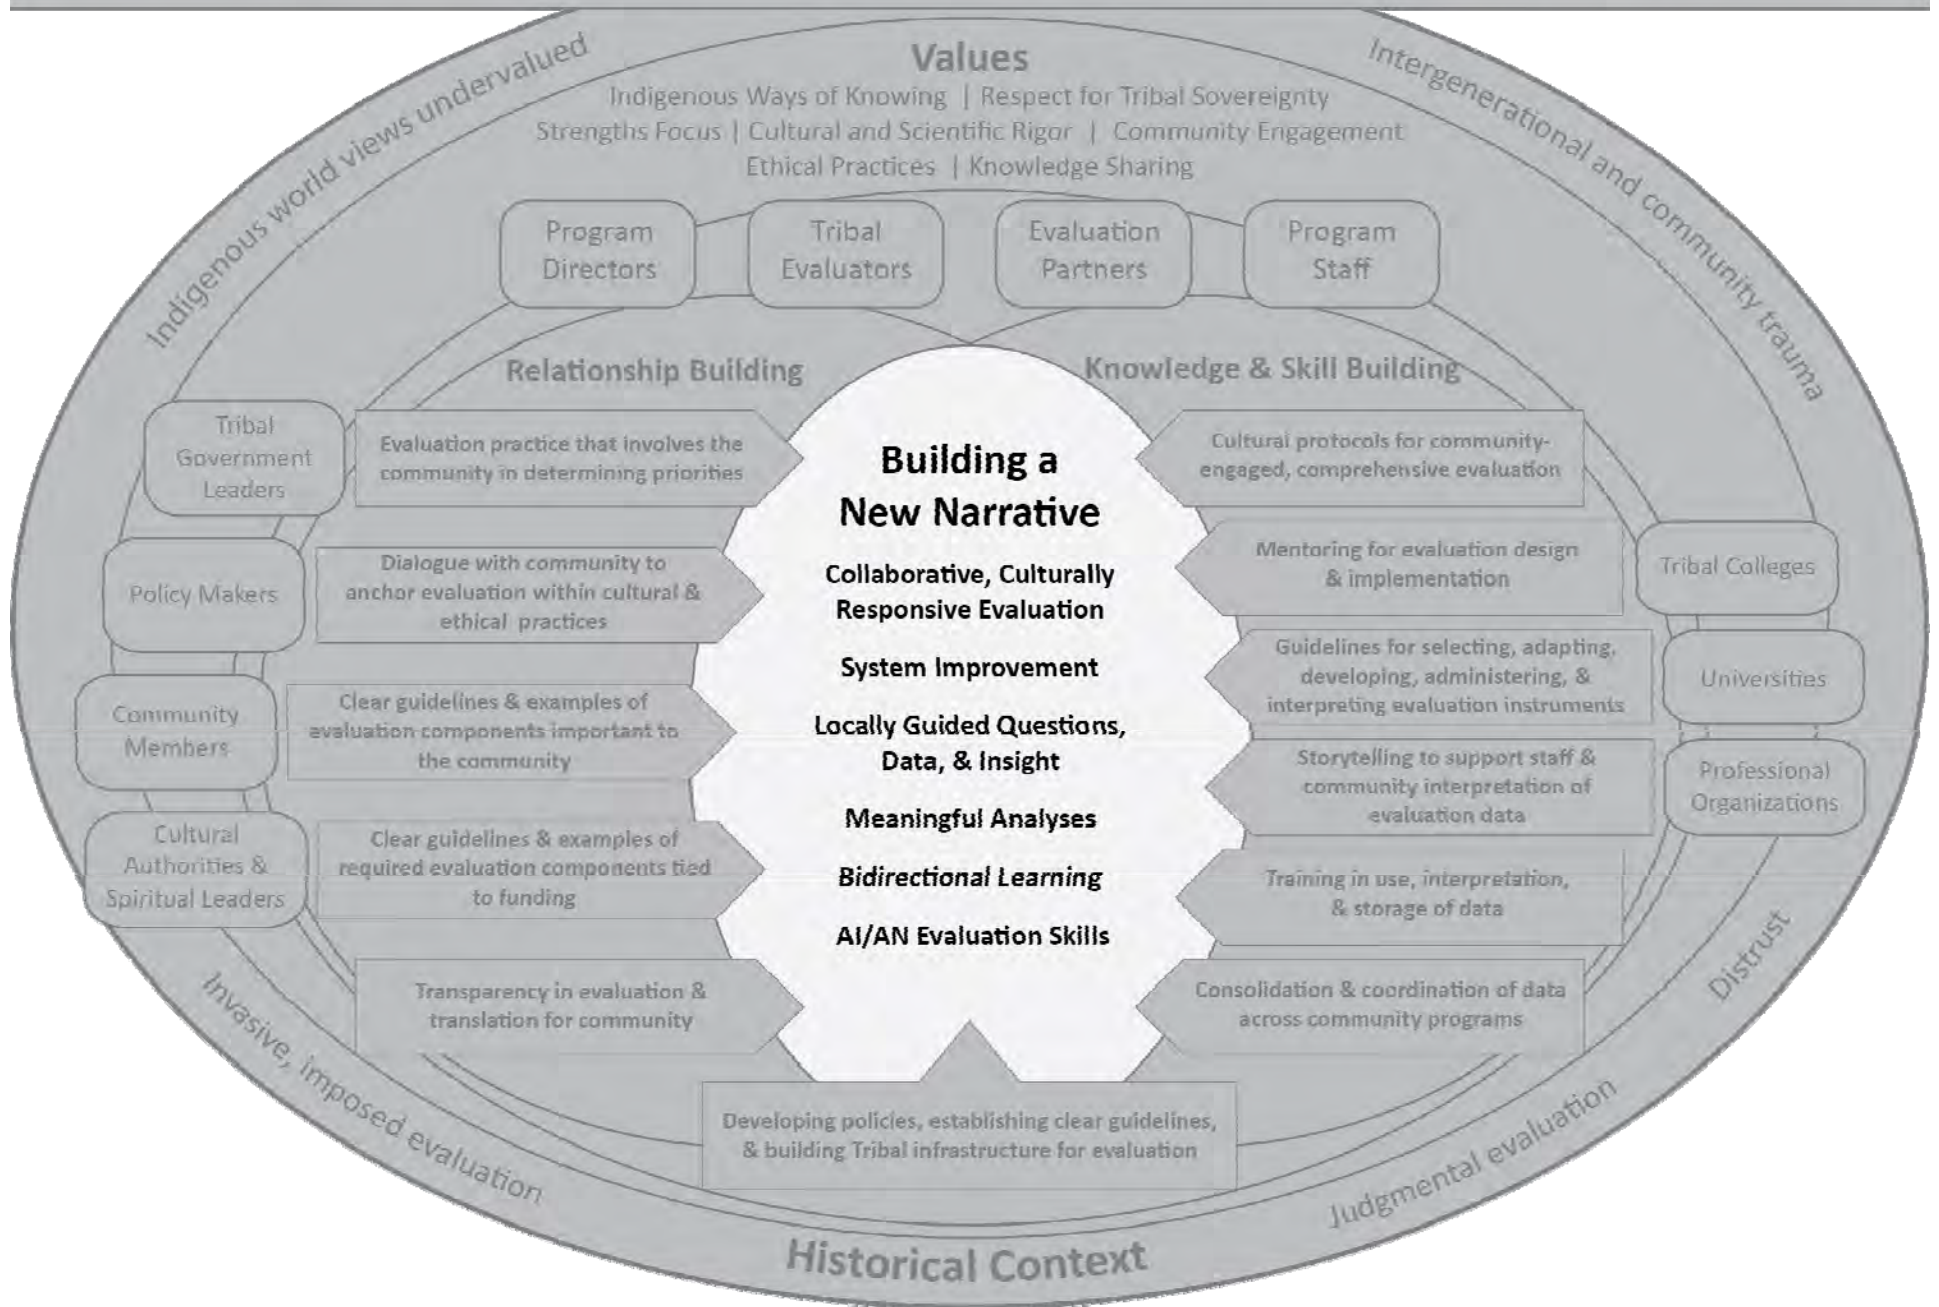 Values
Indigenous Ways of Knowing | Respect for Tribal Sovereignty
Strengths Focus | Cultural and Scientific Rigor | Community Engagement
Ethical Practices | Knowledge Sharing
Indigenous world views undervalued
Intergenerational and community trauma
Program
Directors
Tribal
Evaluators
Evaluation
Partners
Program
Staff
Relationship Building
Knowledge & Skill Building
Tribal
Government
Leaders
Policy Makers
Community
Members
Cultural
Authorities &
Spiritual Leaders
Evaluation practice that involves the
community in determining priorities
Dialogue with community to
anchor evaluation within cultural &
ethical practices
Clear guidelines & examples of
evaluation components important to
the community
Clear guidelines & examples of
required evaluation components tied
to funding
Transparency in evaluation &
translation for community
Building a
New Narrative
Collaborative, Culturally
Responsive Evaluation
System Improvement
Locally Guided Questions,
Data, & Insight
Meaningful Analyses
Bidirectional Learning
AI/AN Evaluation Skills
Cultural protocols for community-
engaged, comprehensive evaluation
Mentoring for evaluation design
& implementation
Guidelines for selecting, adapting,
developing, administering, &
interpreting evaluation instruments
Storytelling to support staff &
community interpretation of
evaluation data
Training in use, interpretation,
& storage of data
Consolidation & coordination of data
across community programs
Tribal Colleges
Universities
Professional
Organizations
Developing policies, establishing clear guidelines,
& building Tribal infrastructure for evaluation
Invasive, imposed evaluation
Distrust
Judgmental evaluation
Historical Context